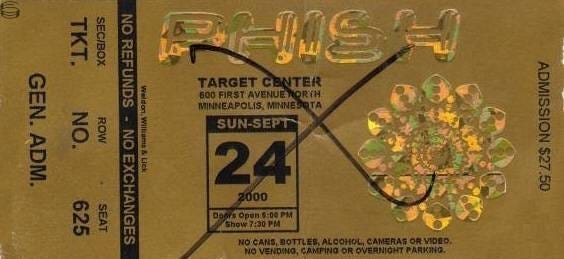 PHISH
TARGET CENTER
600 FIRST AVENUE NORTH
MINNEAPOLIS, MINNESOTA
SUN-SEPT
24
2000
Doors Open 6:00 PM
Show 7:30 PM
NO CANS, BOTTLES, ALCOHOL, CAMERAS OR VIDEO.
NO VENDING, CAMPING OR OVERNIGHT PARKING.
ADMISSION $27.50
Weldon, Williams & Lick
NO REFUNDS - NO EXCHANGES
SEC/BOX ROW SEAT
TKT. NO. 625
GEN. ADM.